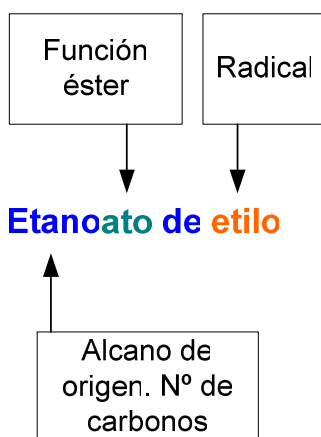 Función
éster
Radical
Etanoato de etilo
Alcano de
origen. Nº de
carbonos